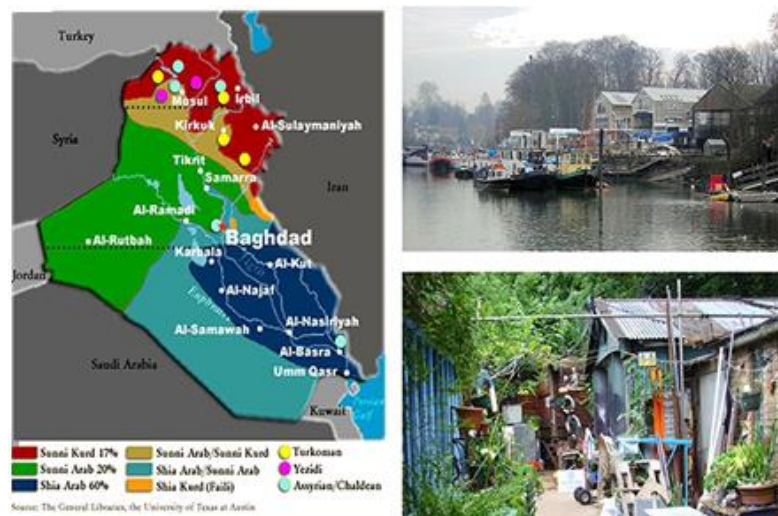 Turkey
Syria
Iran
Jordan
Saudi Arabia
Kuwait
Mosul
Irbil
Kirkuk
Al-Sulaymaniyah
Tikrit
Samarra
Al-Ramadi
Al-Rutbah
Baghdad
Karbala
Al-Kut
Al-Najaf
Al-Samawah
Al-Nasiriyah
Al-Basra
Umm Qasr
Tigris
Sunni Kurd 17%
Sunni Arab/Sunni Kurd
Turkoman
Sunni Arab 20%
Shia Arab/Sunni Arab
Yezidi
Shia Arab 60%
Shia Kurd (Faili)
Assyrian/Chaldean
Source: The General Libraries, the University of Texas at Austin